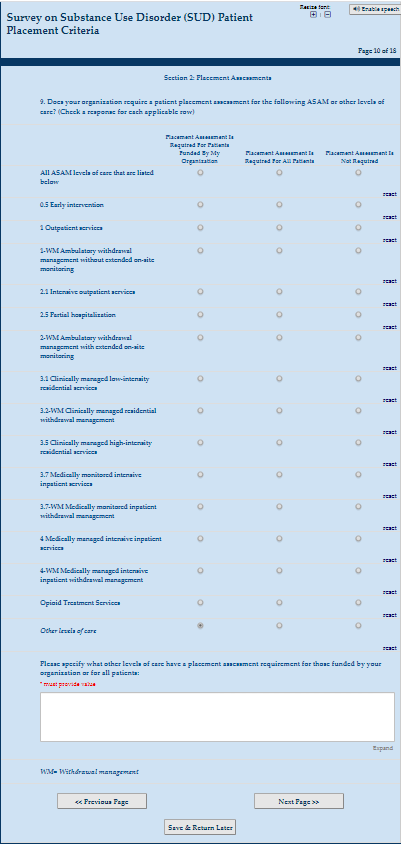 Survey on Substance Use Disorder (SUD) Patient
Placement Criteria
Resize font:
Enable speech
Page 10 of 18
Section 2: Placement Assessments
9. Does your organization require a patient placement assessment for the following ASAM or other levels of
care? (Check a response for each applicable row)
Placement Assessment Is
Required For Patients
Funded By My
Organization
Placement Assessment Is
Required For All Patients
Placement Assessment Is
Not Required
All ASAM levels of care that are listed
below
reset
0.5 Early intervention
reset
1 Outpatient services
reset
1-WM Ambulatory withdrawal
management without extended on-site
monitoring
reset
2.1 Intensive outpatient services
reset
2.5 Partial hospitalization
reset
2-WM Ambulatory withdrawal
management with extended on-site
monitoring
reset
3.1 Clinically managed low-intensity
residential services
reset
3.2-WM Clinically managed residential
withdrawal management
reset
3.5 Clinically managed high-intensity
residential services
reset
3.7 Medically monitored intensive
inpatient services
reset
3.7-WM Medically monitored inpatient
withdrawal management
reset
4 Medically managed intensive inpatient
services
reset
4-WM Medically managed intensive
inpatient withdrawal management
reset
Opioid Treatment Services
reset
Other levels of care
reset
Please specify what other levels of care have a placement assessment requirement for those funded by your
organization or for all patients:
* must provide value
Expand
WM= Withdrawal management
<< Previous Page
Next Page >>
Save & Return Later